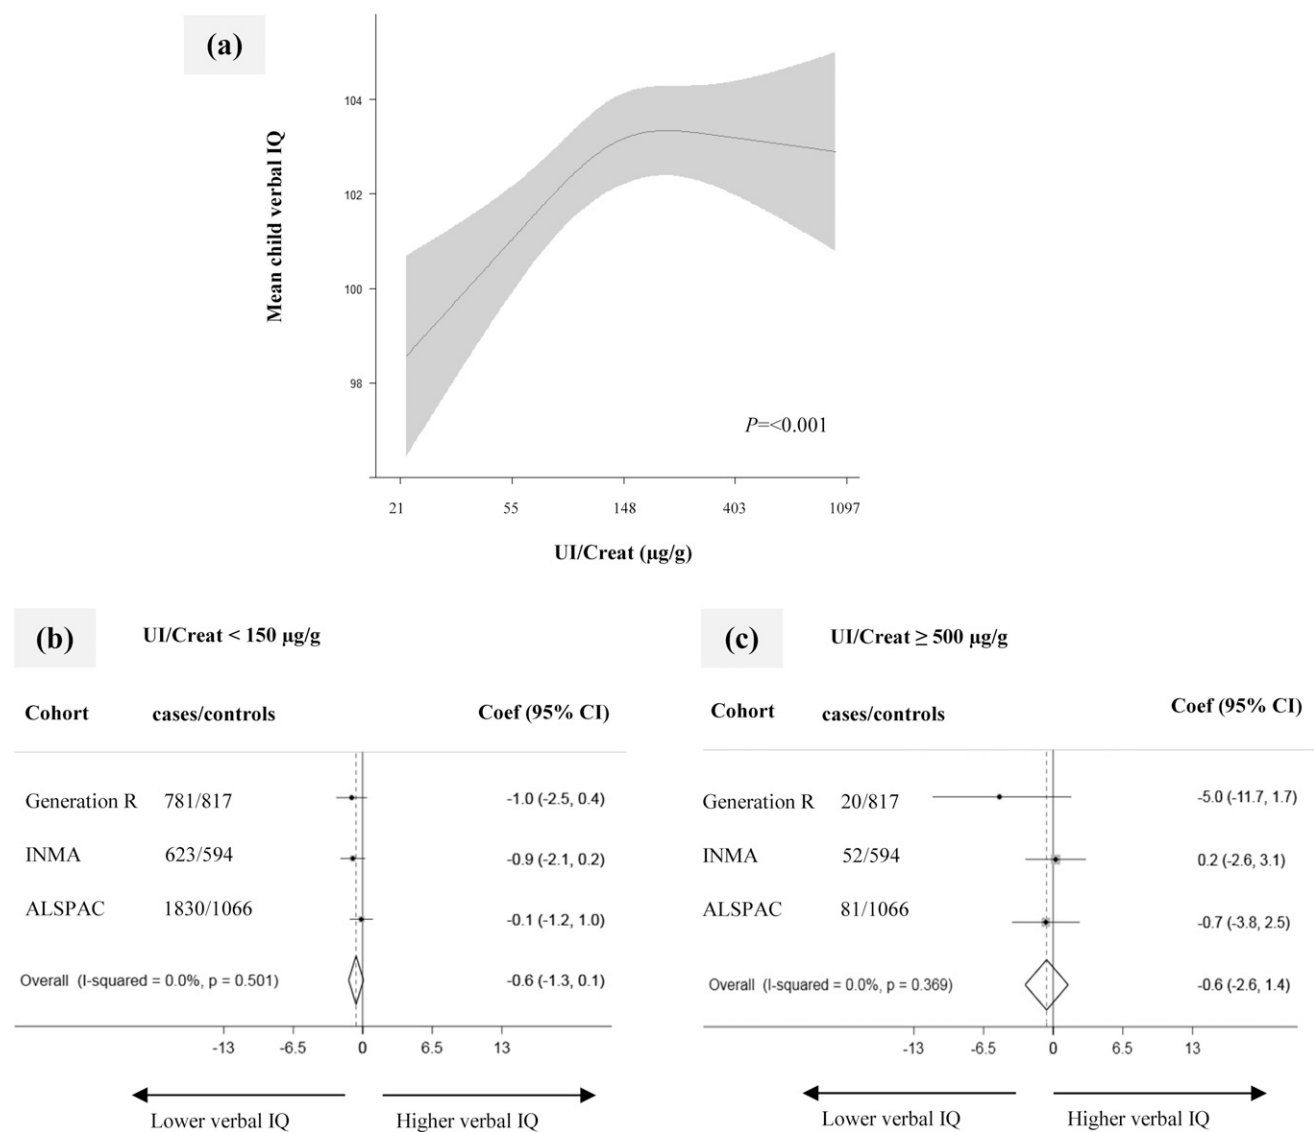 (a)
Mean child verbal IQ
104
102
100
98
P=<0.001
21 55 148 403 1097
UI/Creat (µg/g)
(b) UI/Creat < 150 µg/g
Cohort cases/controls Coef (95% CI)
Generation R 781/817 -1.0 (-2.5, 0.4)
INMA 623/594 -0.9 (-2.1, 0.2)
ALSPAC 1830/1066 -0.1 (-1.2, 1.0)
Overall (I-squared = 0.0%, p = 0.501) -0.6 (-1.3, 0.1)
-13 -6.5 0 6.5 13
Lower verbal IQ Higher verbal IQ
(c) UI/Creat ≥ 500 µg/g
Cohort cases/controls Coef (95% CI)
Generation R 20/817 -5.0 (-11.7, 1.7)
INMA 52/594 0.2 (-2.6, 3.1)
ALSPAC 81/1066 -0.7 (-3.8, 2.5)
Overall (I-squared = 0.0%, p = 0.369) -0.6 (-2.6, 1.4)
-13 -6.5 0 6.5 13
Lower verbal IQ Higher verbal IQ